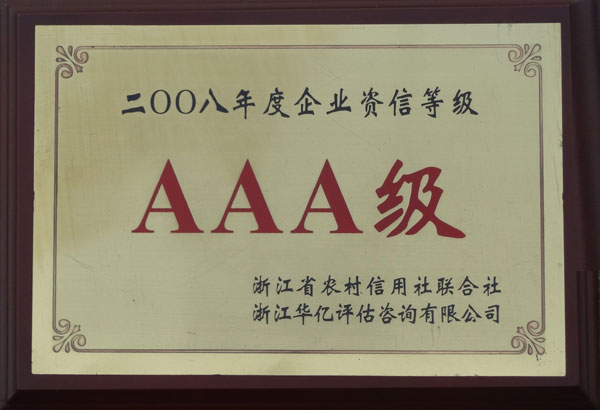 二〇〇八年度企业资信等级
AAA级
浙江省农村信用社联合社
浙江华亿评估咨询有限公司